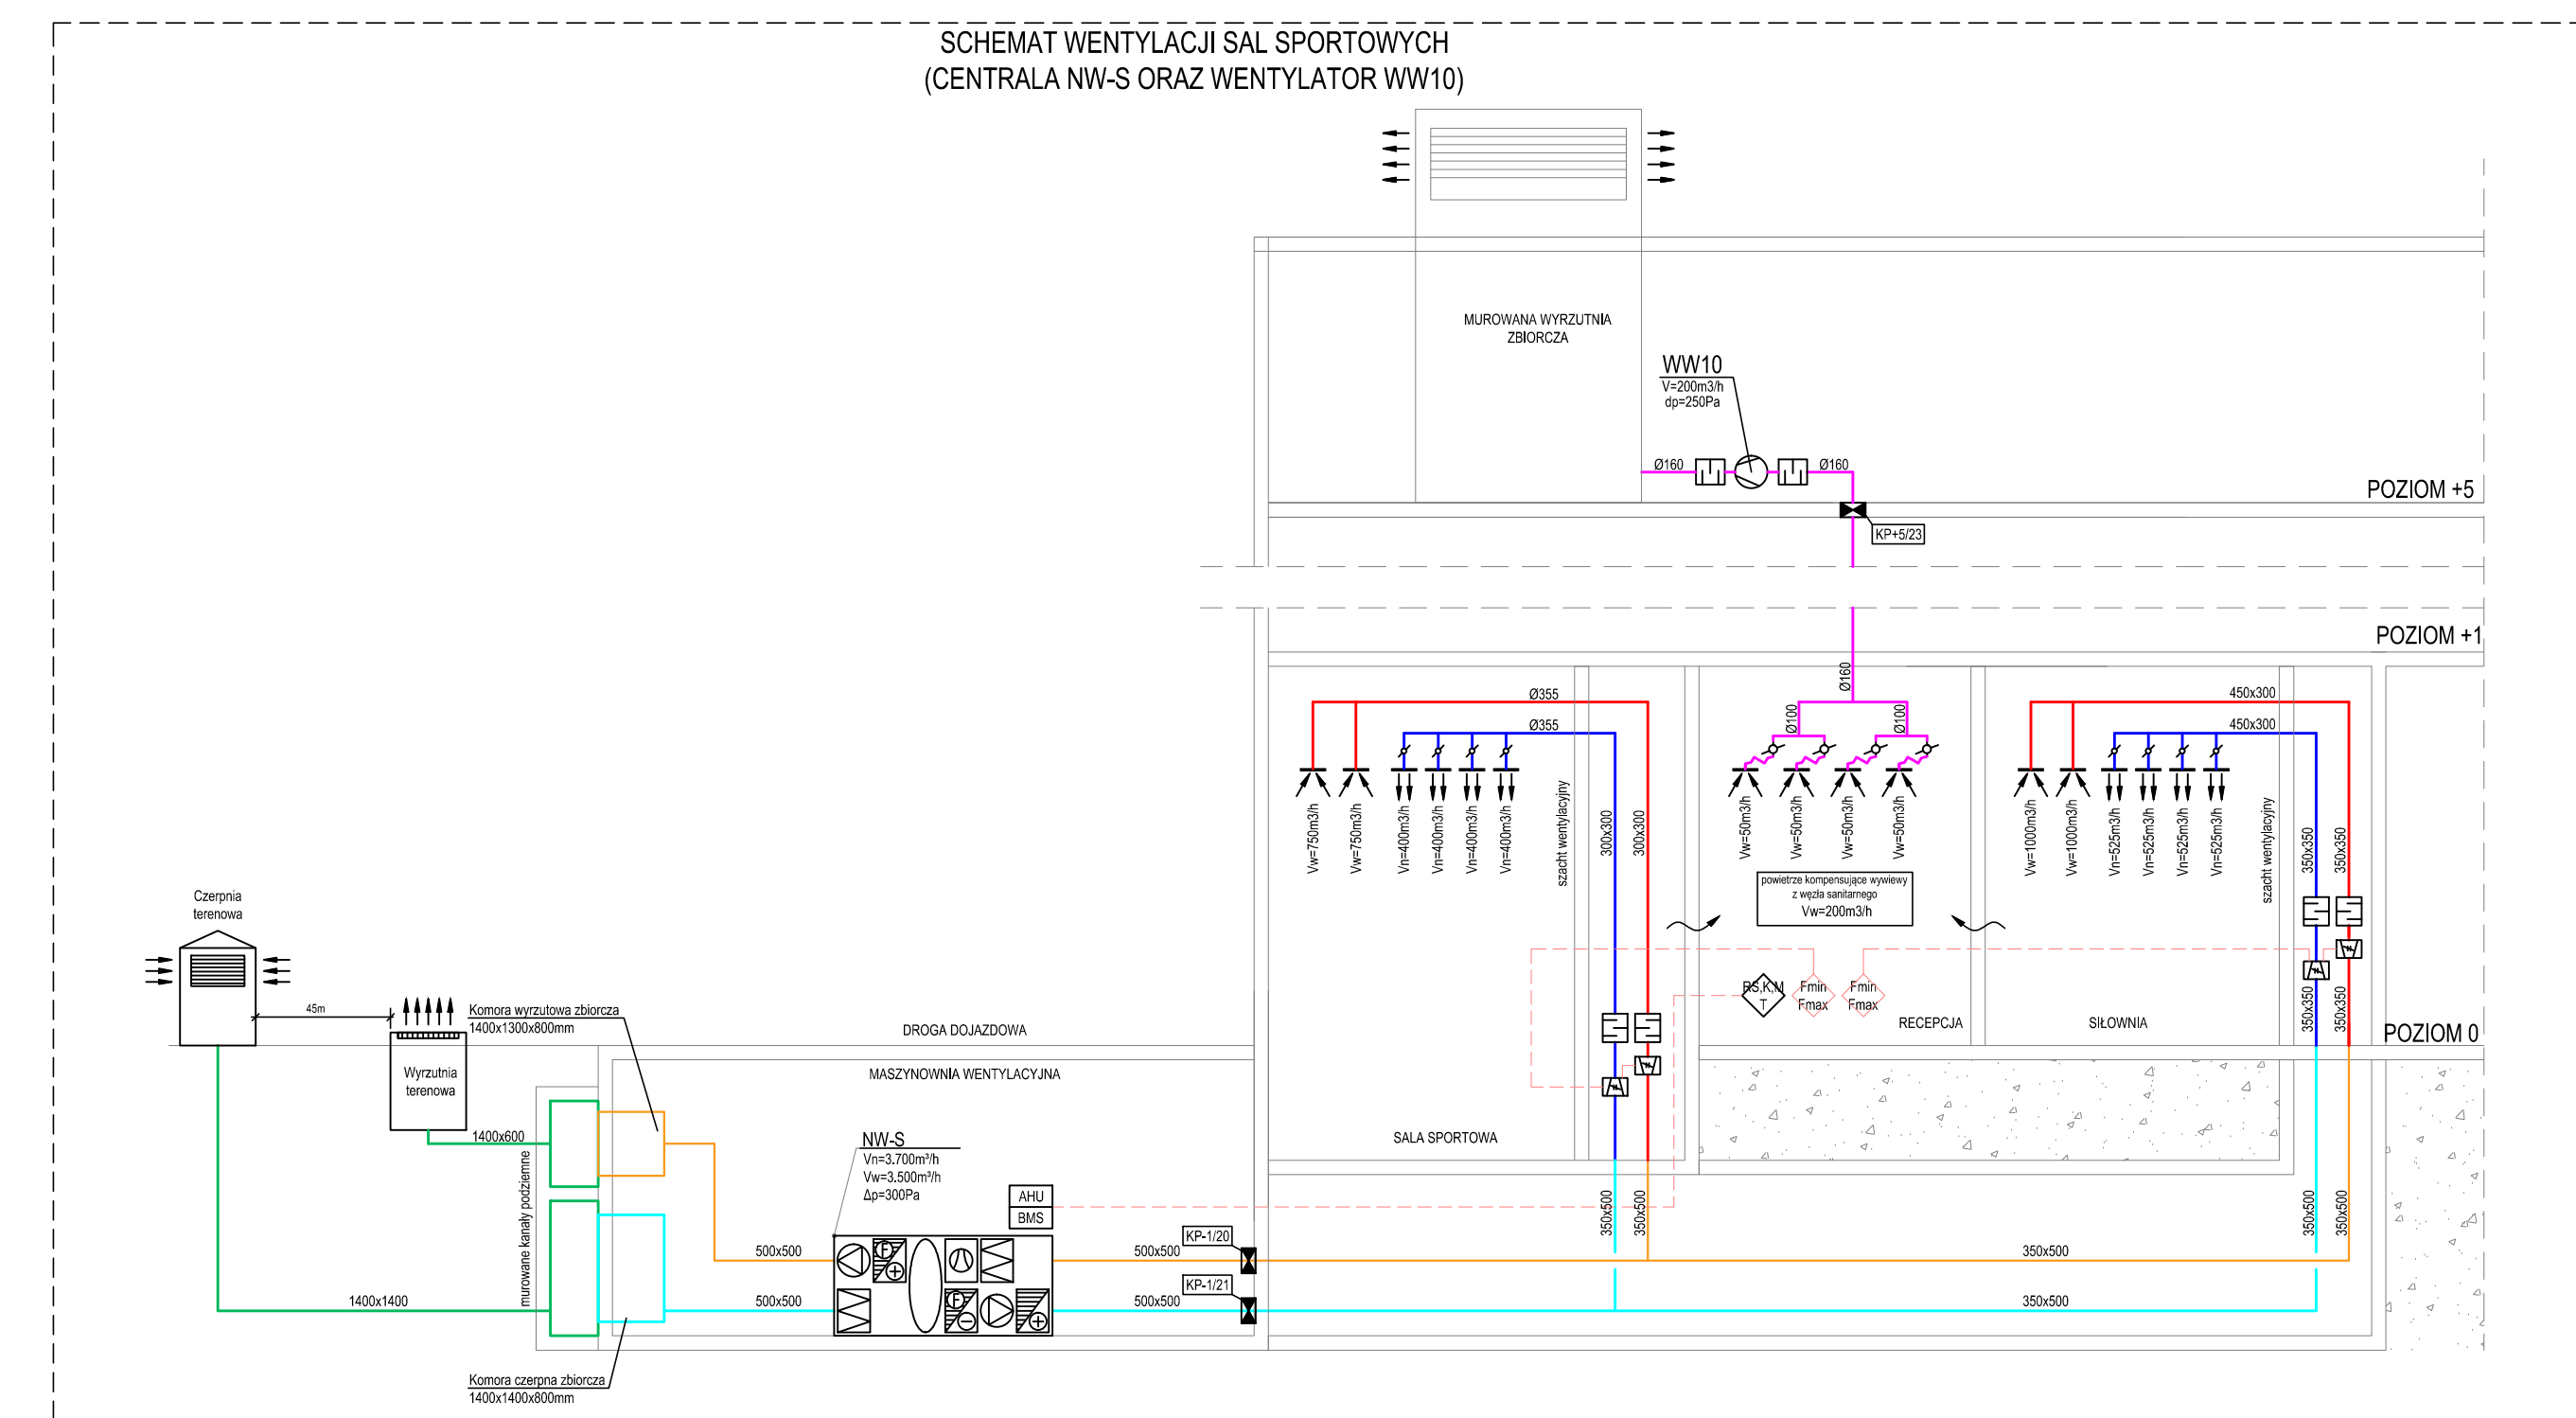 SCHEMAT WENTYLACJI SAL SPORTOWYCH
(CENTRALA NW-S ORAZ WENTYLATOR WW10)
MUROWANA WYRZUTNIA
ZBIORCZA
WW10
V=200m3/h
dp=250Pa
Ø160
Ø160
POZIOM +5
KP+5/23
POZIOM +1
Ø160
Ø355
Ø355
Ø100
Ø100
450x300
450x300
Vw=750m3/h
Vw=750m3/h
Vn=400m3/h
Vn=400m3/h
Vn=400m3/h
Vn=400m3/h
szacht wentylacyjny
300x300
300x300
Vw=50m3/h
Vw=50m3/h
Vw=50m3/h
Vw=50m3/h
Vw=1000m3/h
Vw=1000m3/h
Vn=525m3/h
Vn=525m3/h
Vn=525m3/h
Vn=525m3/h
szacht wentylacyjny
350x350
350x350
powietrze kompensujące wywiewy
z węzła sanitarnego
Vw=200m3/h
Czerpnia
terenowa
45m
Komora wyrzutowa zbiorcza
1400x1300x800mm
DROGA DOJAZDOWA
RS,K,M
T
Fmin
Fmax
Fmin
Fmax
RECEPCJA
SIŁOWNIA
350x350
350x350
POZIOM 0
Wyrzutnia
terenowa
MASZYNOWNIA WENTYLACYJNA
1400x600
murowane kanały podziemne
NW-S
Vn=3.700m³/h
Vw=3.500m³/h
Δp=300Pa
SALA SPORTOWA
AHU
BMS
350x500
350x500
350x500
350x500
KP-1/20
500x500
500x500
350x500
F
KP-1/21
1400x1400
500x500
500x500
350x500
F
Komora czerpna zbiorcza
1400x1400x800mm